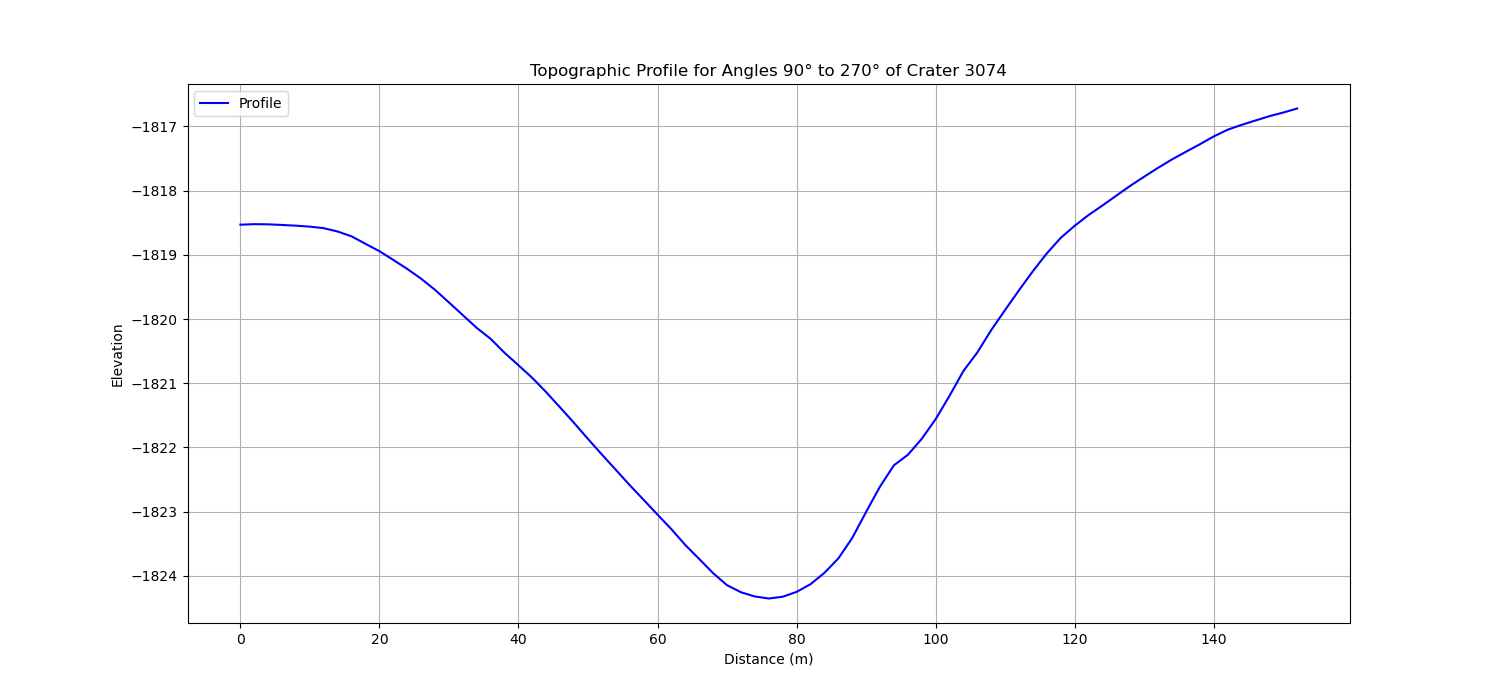 Topographic Profile for Angles 90° to 270° of Crater 3074
Profile
−1817
−1818
−1819
−1820
−1821
−1822
−1823
−1824
Elevation
0 20 40 60 80 100 120 140
Distance (m)